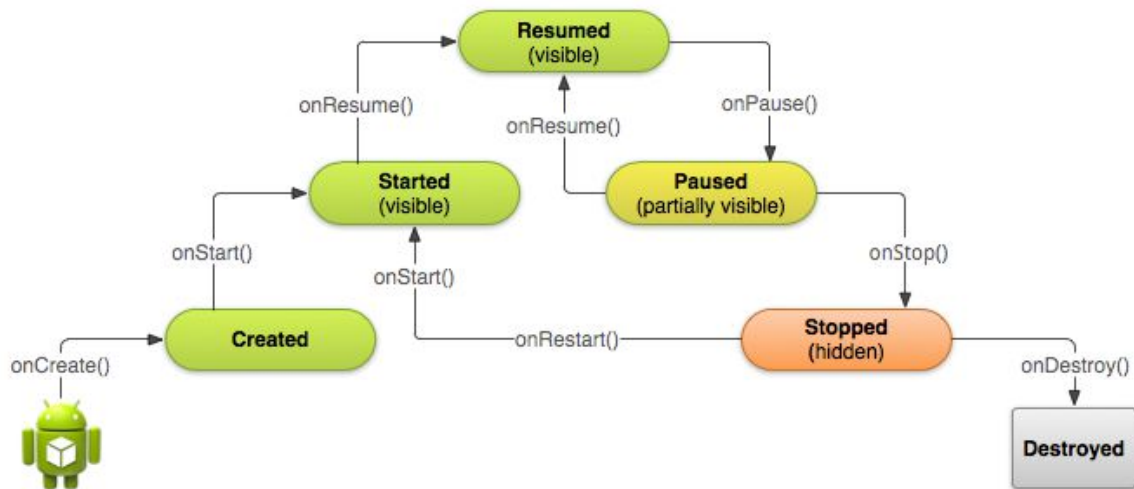 Resumed
(visible)
onResume()
onResume()
onPause()
Started
(visible)
Paused
(partially visible)
onStart()
onStart()
onStop()
Created
onRestart()
Stopped
(hidden)
onCreate()
onDestroy()
Destroyed